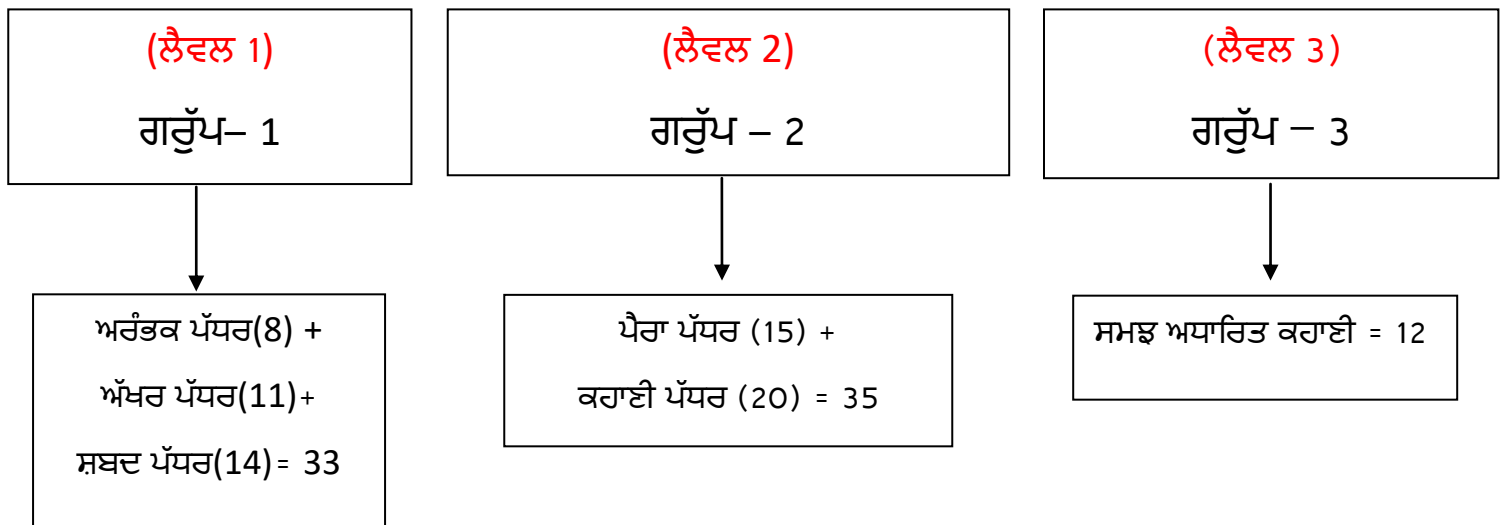 (ਲੈਵਲ 1)
ਗਰੁੱਪ– 1
ਅਰੰਭਕ ਪੱਧਰ(8) +
ਅੱਖਰ ਪੱਧਰ(11)+
ਸ਼ਬਦ ਪੱਧਰ(14)= 33
(ਲੈਵਲ 2)
ਗਰੁੱਪ – 2
ਪੈਰਾ ਪੱਧਰ (15) +
ਕਹਾਣੀ ਪੱਧਰ (20) = 35
(ਲੈਵਲ 3)
ਗਰੁੱਪ – 3
ਸਮਝ ਅਧਾਰਿਤ ਕਹਾਣੀ = 12